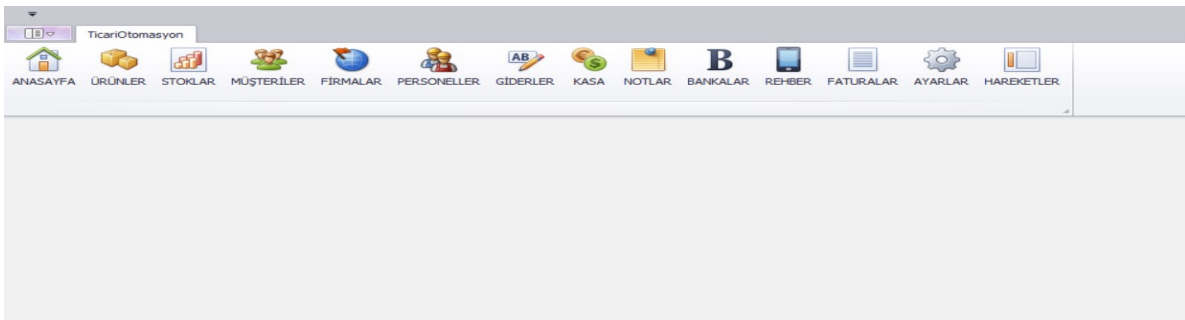 TicariOtomasyon
ANASAYFA ÜRÜNLER STOKLAR MÜŞTERİLER FİRMALAR PERSONELLER GİDERLER KASA NOTLAR BANKALAR REHBER FATURALAR AYARLAR HAREKETLER